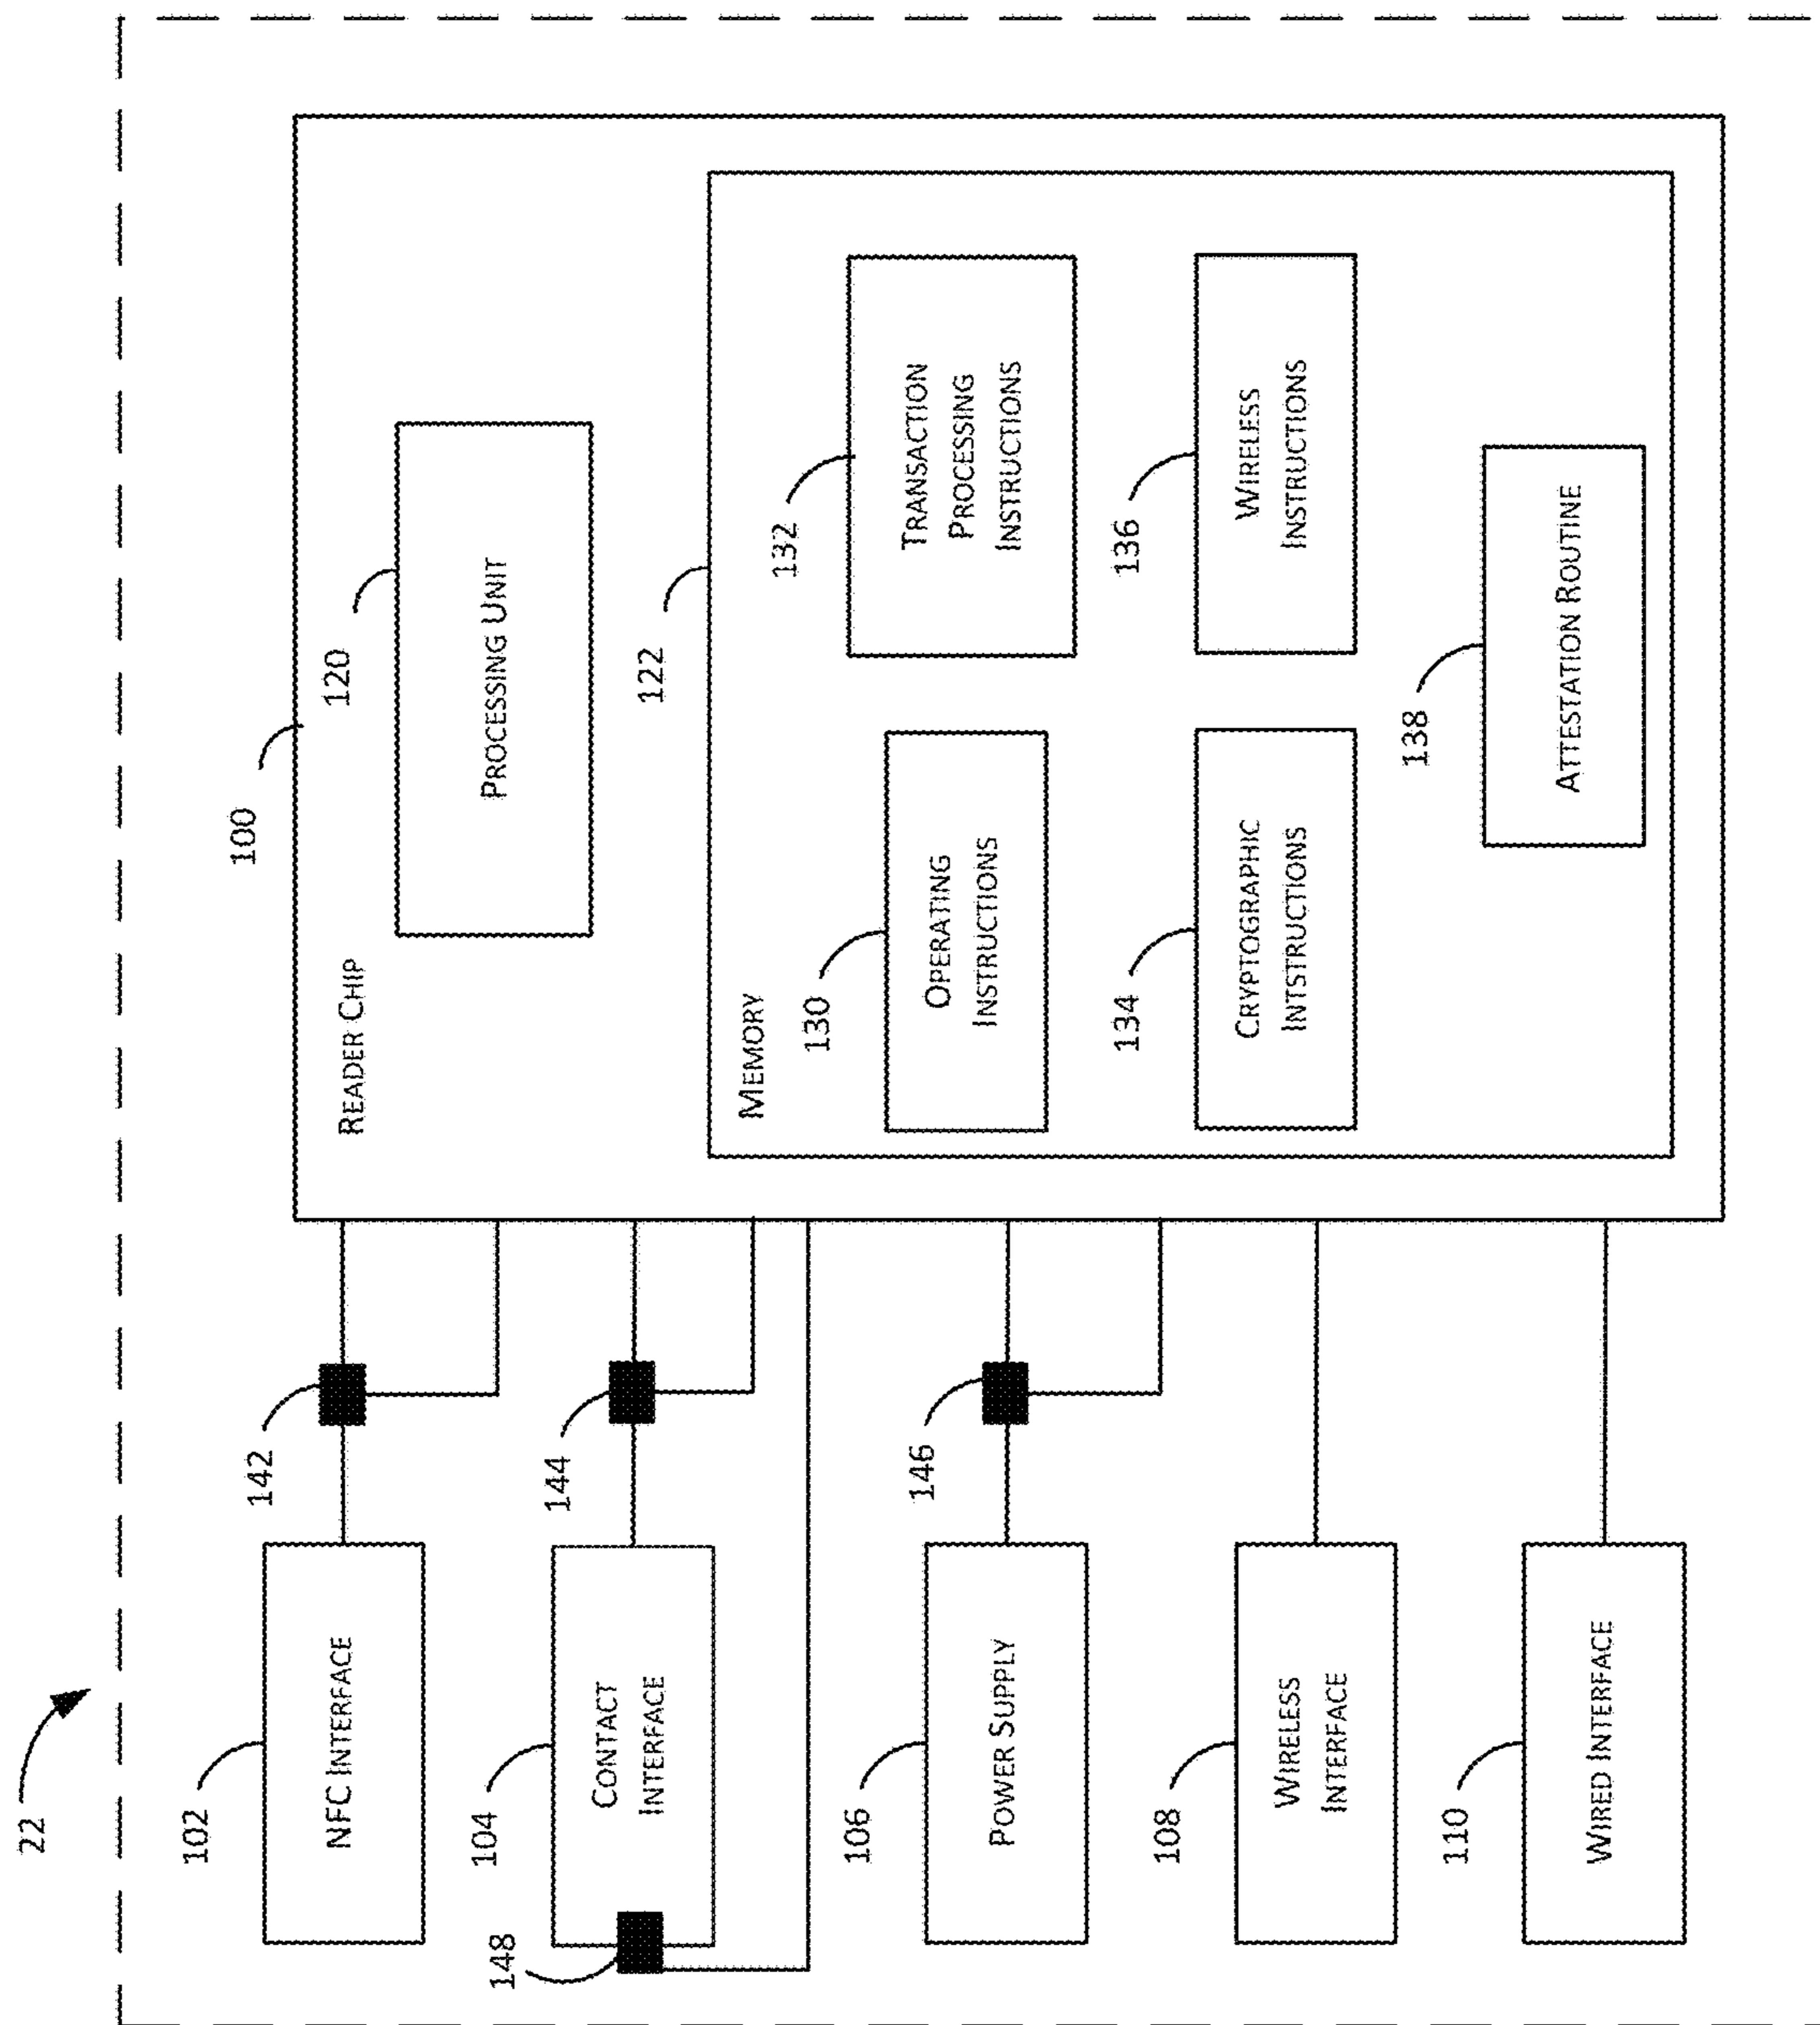 22
100
READER CHIP
120
PROCESSING UNIT
122
MEMORY
130
OPERATING
INSTRUCTIONS
132
TRANSACTION
PROCESSING
INSTRUCTIONS
134
CRYPTOGRAPHIC
INTSTRUCTIONS
136
WIRELESS
INSTRUCTIONS
138
ATTESTATION ROUTINE
102
NFC INTERFACE
142
148
104
CONTACT
INTERFACE
144
106
POWER SUPPLY
146
108
WIRELESS
INTERFACE
110
WIRED INTERFACE